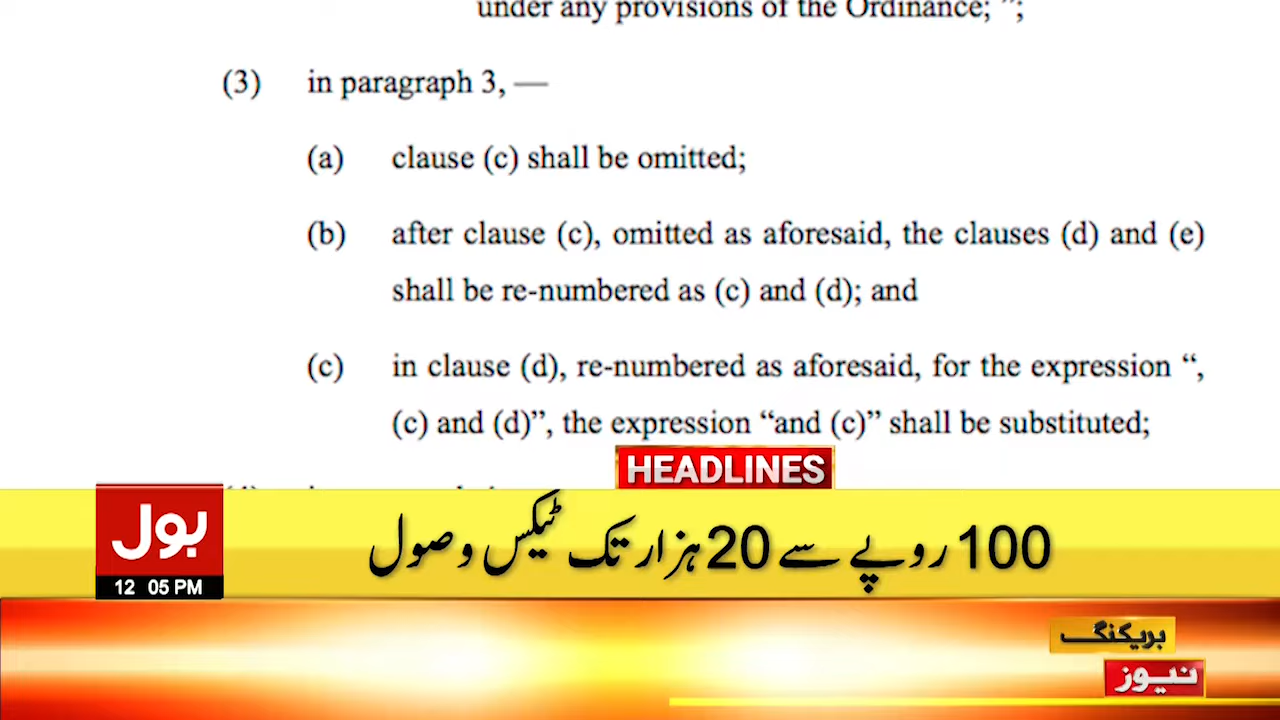 under any provisions of the Ordinance; ”;
(3) in paragraph 3, —
(a) clause (c) shall be omitted;
(b) after clause (c), omitted as aforesaid, the clauses (d) and (e)
shall be re-numbered as (c) and (d); and
(c) in clause (d), re-numbered as aforesaid, for the expression “,
(c) and (d)”, the expression “and (c)” shall be substituted;
HEADLINES
100 روپے سے 20 ہزار تک ٹیکس وصول
بول
12 05 PM
بریکنگ
نیوز